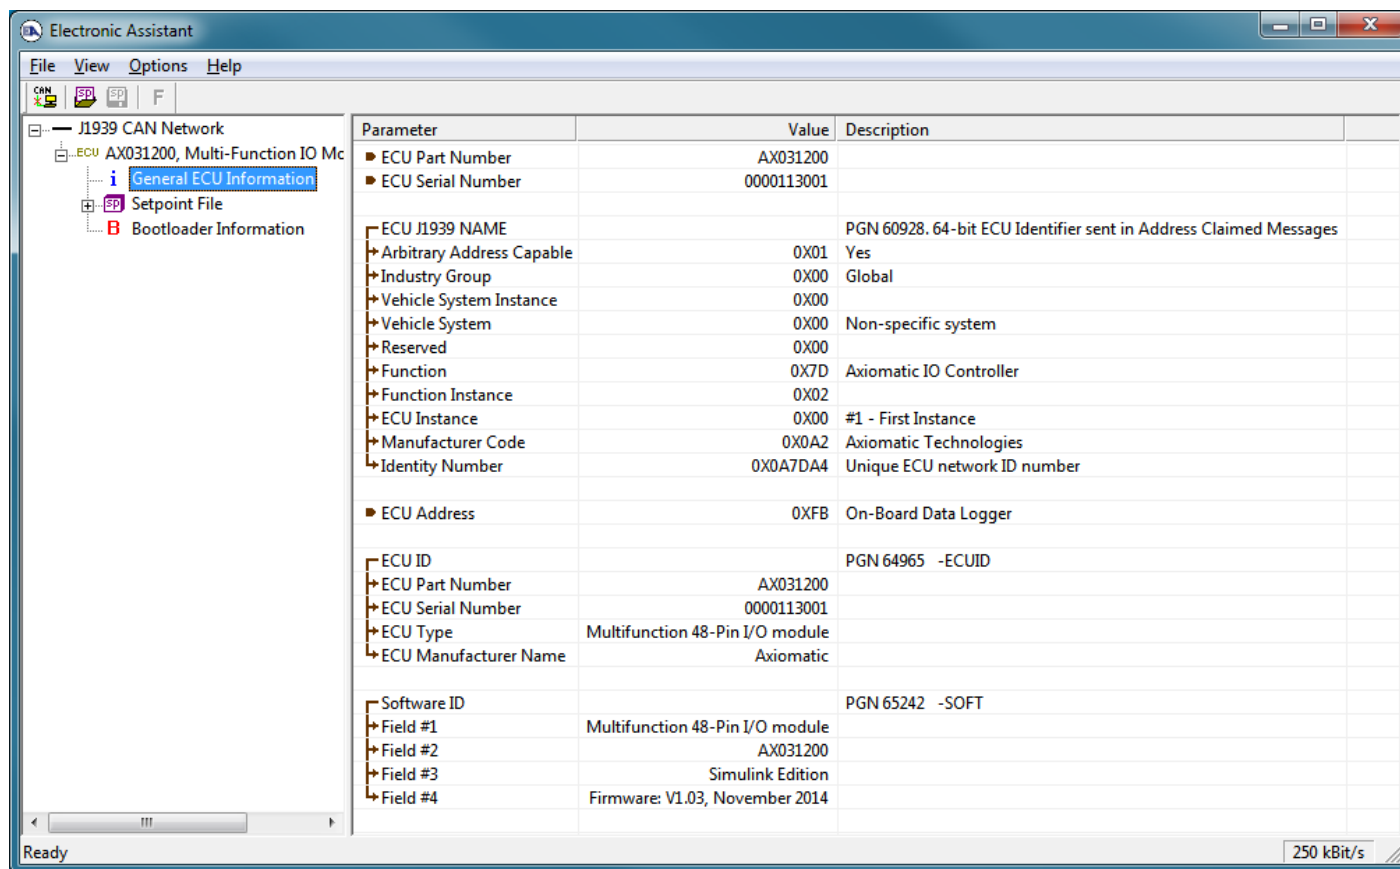 Electronic Assistant
File View Options Help
CAN SP SP F
J1939 CAN Network
ECU AX031200, Multi-Function IO Mc
i General ECU Information
SP Setpoint File
B Bootloader Information
Parameter Value Description
ECU Part Number AX031200
ECU Serial Number 0000113001
ECU J1939 NAME PGN 60928. 64-bit ECU Identifier sent in Address Claimed Messages
Arbitrary Address Capable 0X01 Yes
Industry Group 0X00 Global
Vehicle System Instance 0X00
Vehicle System 0X00 Non-specific system
Reserved 0X00
Function 0X7D Axiomatic IO Controller
Function Instance 0X02
ECU Instance 0X00 #1 - First Instance
Manufacturer Code 0X0A2 Axiomatic Technologies
Identity Number 0X0A7DA4 Unique ECU network ID number
ECU Address 0XFB On-Board Data Logger
ECU ID PGN 64965 -ECUID
ECU Part Number AX031200
ECU Serial Number 0000113001
ECU Type Multifunction 48-Pin I/O module
ECU Manufacturer Name Axiomatic
Software ID PGN 65242 -SOFT
Field #1 Multifunction 48-Pin I/O module
Field #2 AX031200
Field #3 Simulink Edition
Field #4 Firmware: V1.03, November 2014
Ready 250 kBit/s